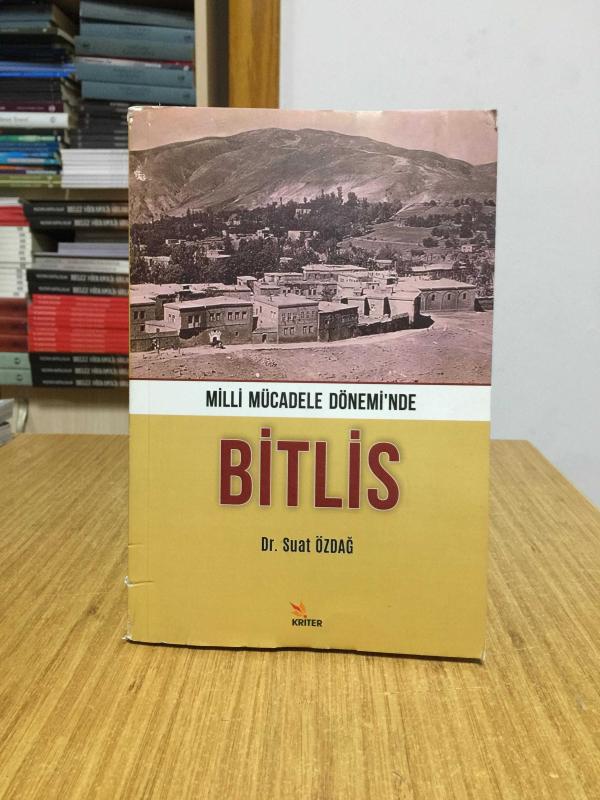 MİLLİ MÜCADELE DÖNEMİ'NDE
BİTLİS
Dr. Suat ÖZDAĞ
KRİTER